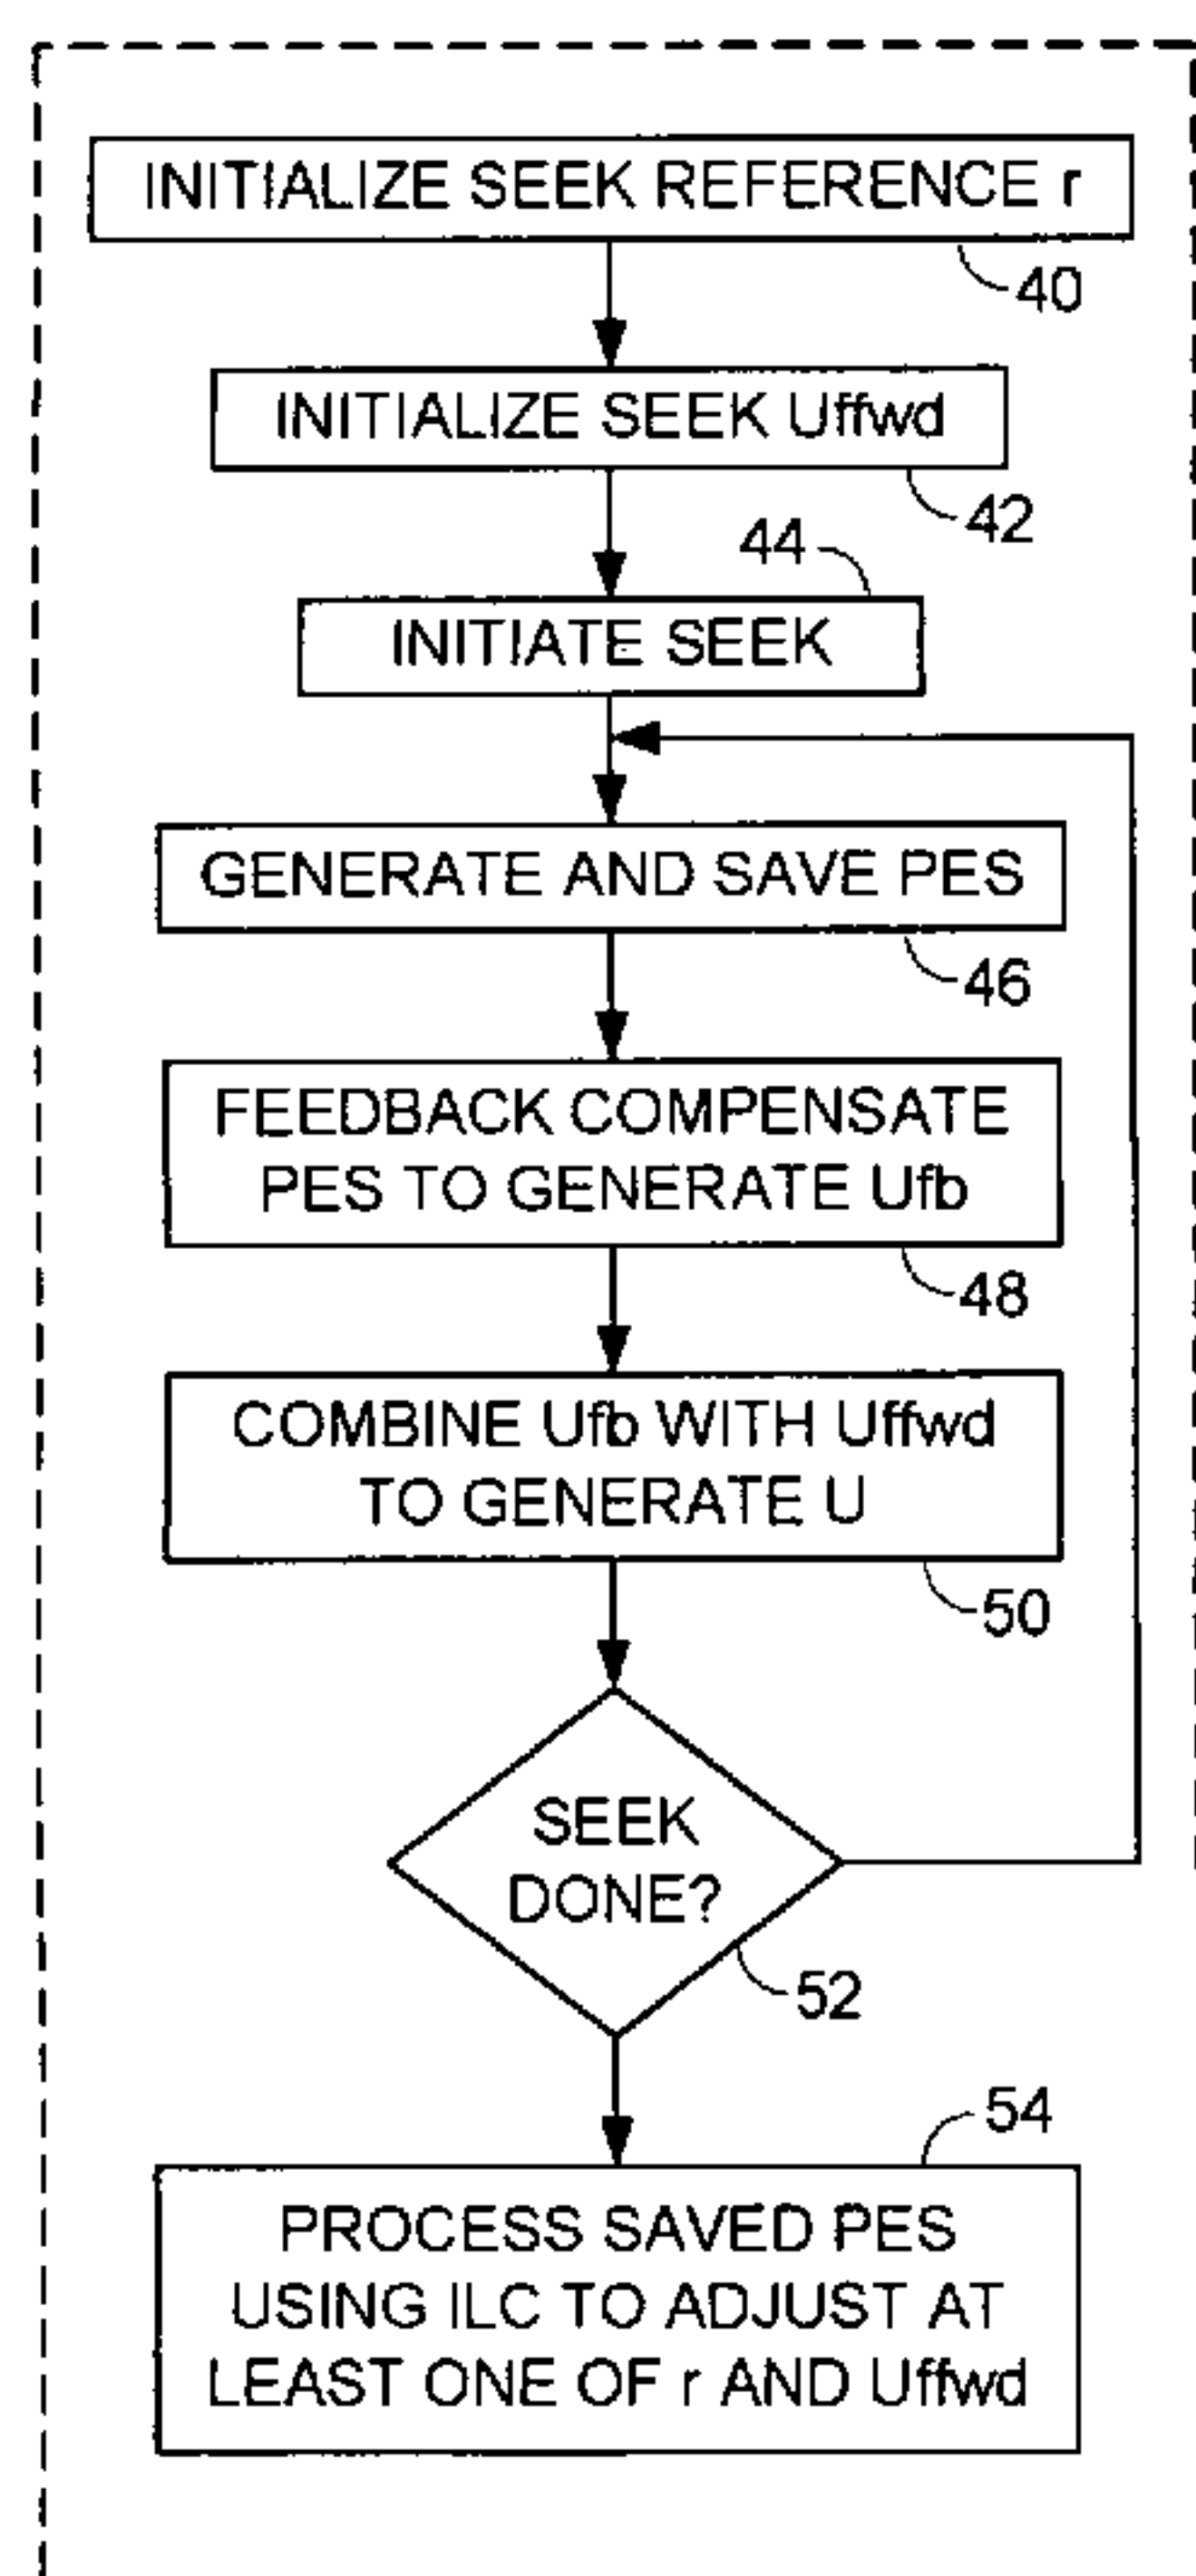 INITIALIZE SEEK REFERENCE r
40
INITIALIZE SEEK Uffwd
42
44
INITIATE SEEK
GENERATE AND SAVE PES
46
FEEDBACK COMPENSATE
PES TO GENERATE Ufb
48
COMBINE Ufb WITH Uffwd
TO GENERATE U
50
SEEK
DONE?
52
54
PROCESS SAVED PES
USING ILC TO ADJUST AT
LEAST ONE OF r AND Uffwd